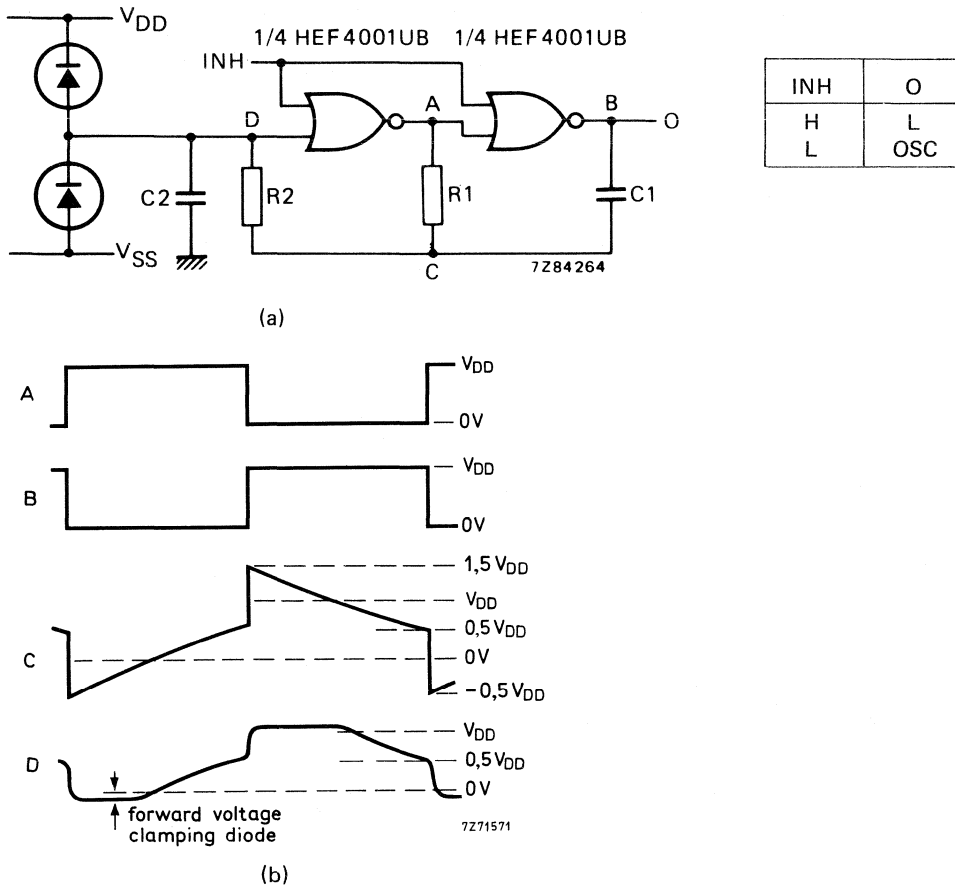 VDD
1/4 HEF4001UB 1/4 HEF4001UB
INH
D
A
B
O
C2
R2
R1
C1
VSS
C
7Z84264
INH O
H L
L OSC
(a)
A
VDD
0V
B
VDD
0V
C
1,5 VDD
VDD
0,5 VDD
0V
-0,5 VDD
D
VDD
0,5 VDD
0V
forward voltage
clamping diode
7Z71571
(b)